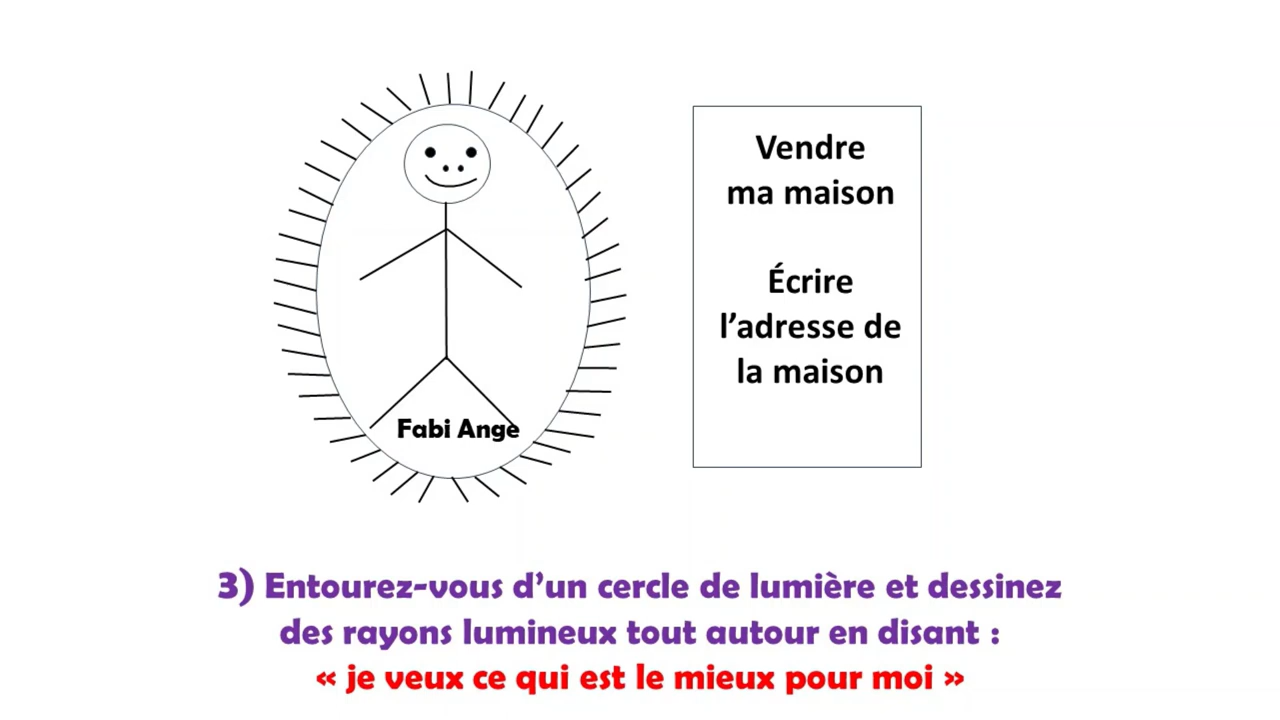 Vendre
ma maison
Écrire
l’adresse de
la maison
Fabi Ange
3) Entourez-vous d’un cercle de lumière et dessinez
des rayons lumineux tout autour en disant :
« je veux ce qui est le mieux pour moi »